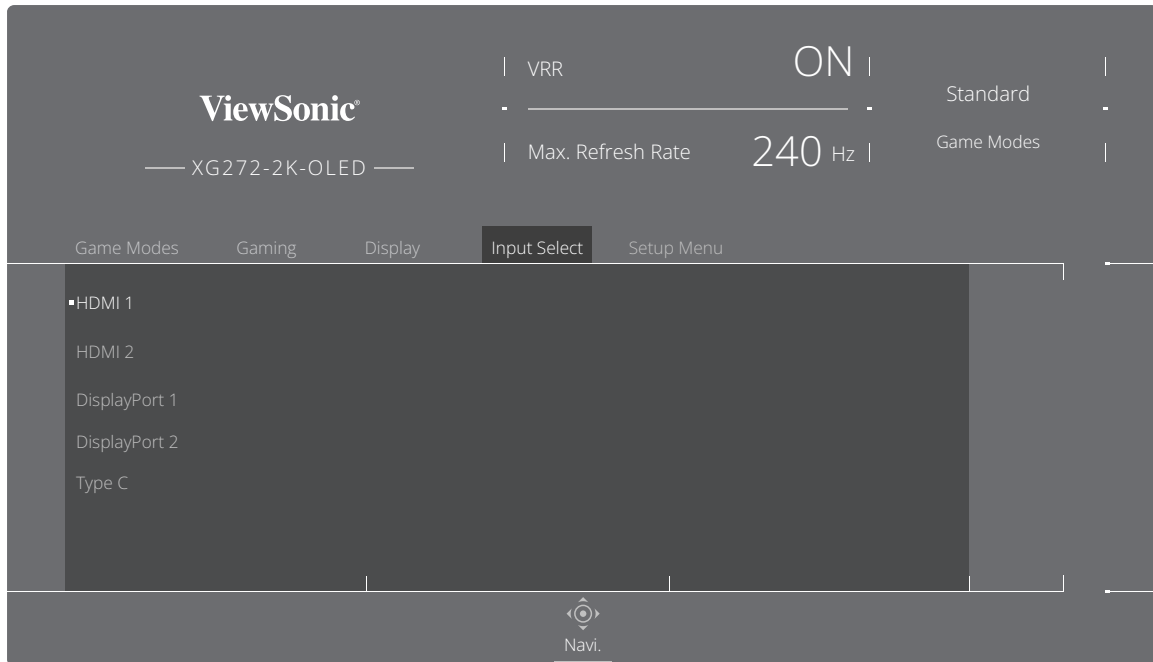 ViewSonic®
XG272-2K-OLED
VRR ON
Max. Refresh Rate 240 Hz
Standard
Game Modes
Game Modes Gaming Display Input Select Setup Menu
HDMI 1
HDMI 2
DisplayPort 1
DisplayPort 2
Type C
Navi.